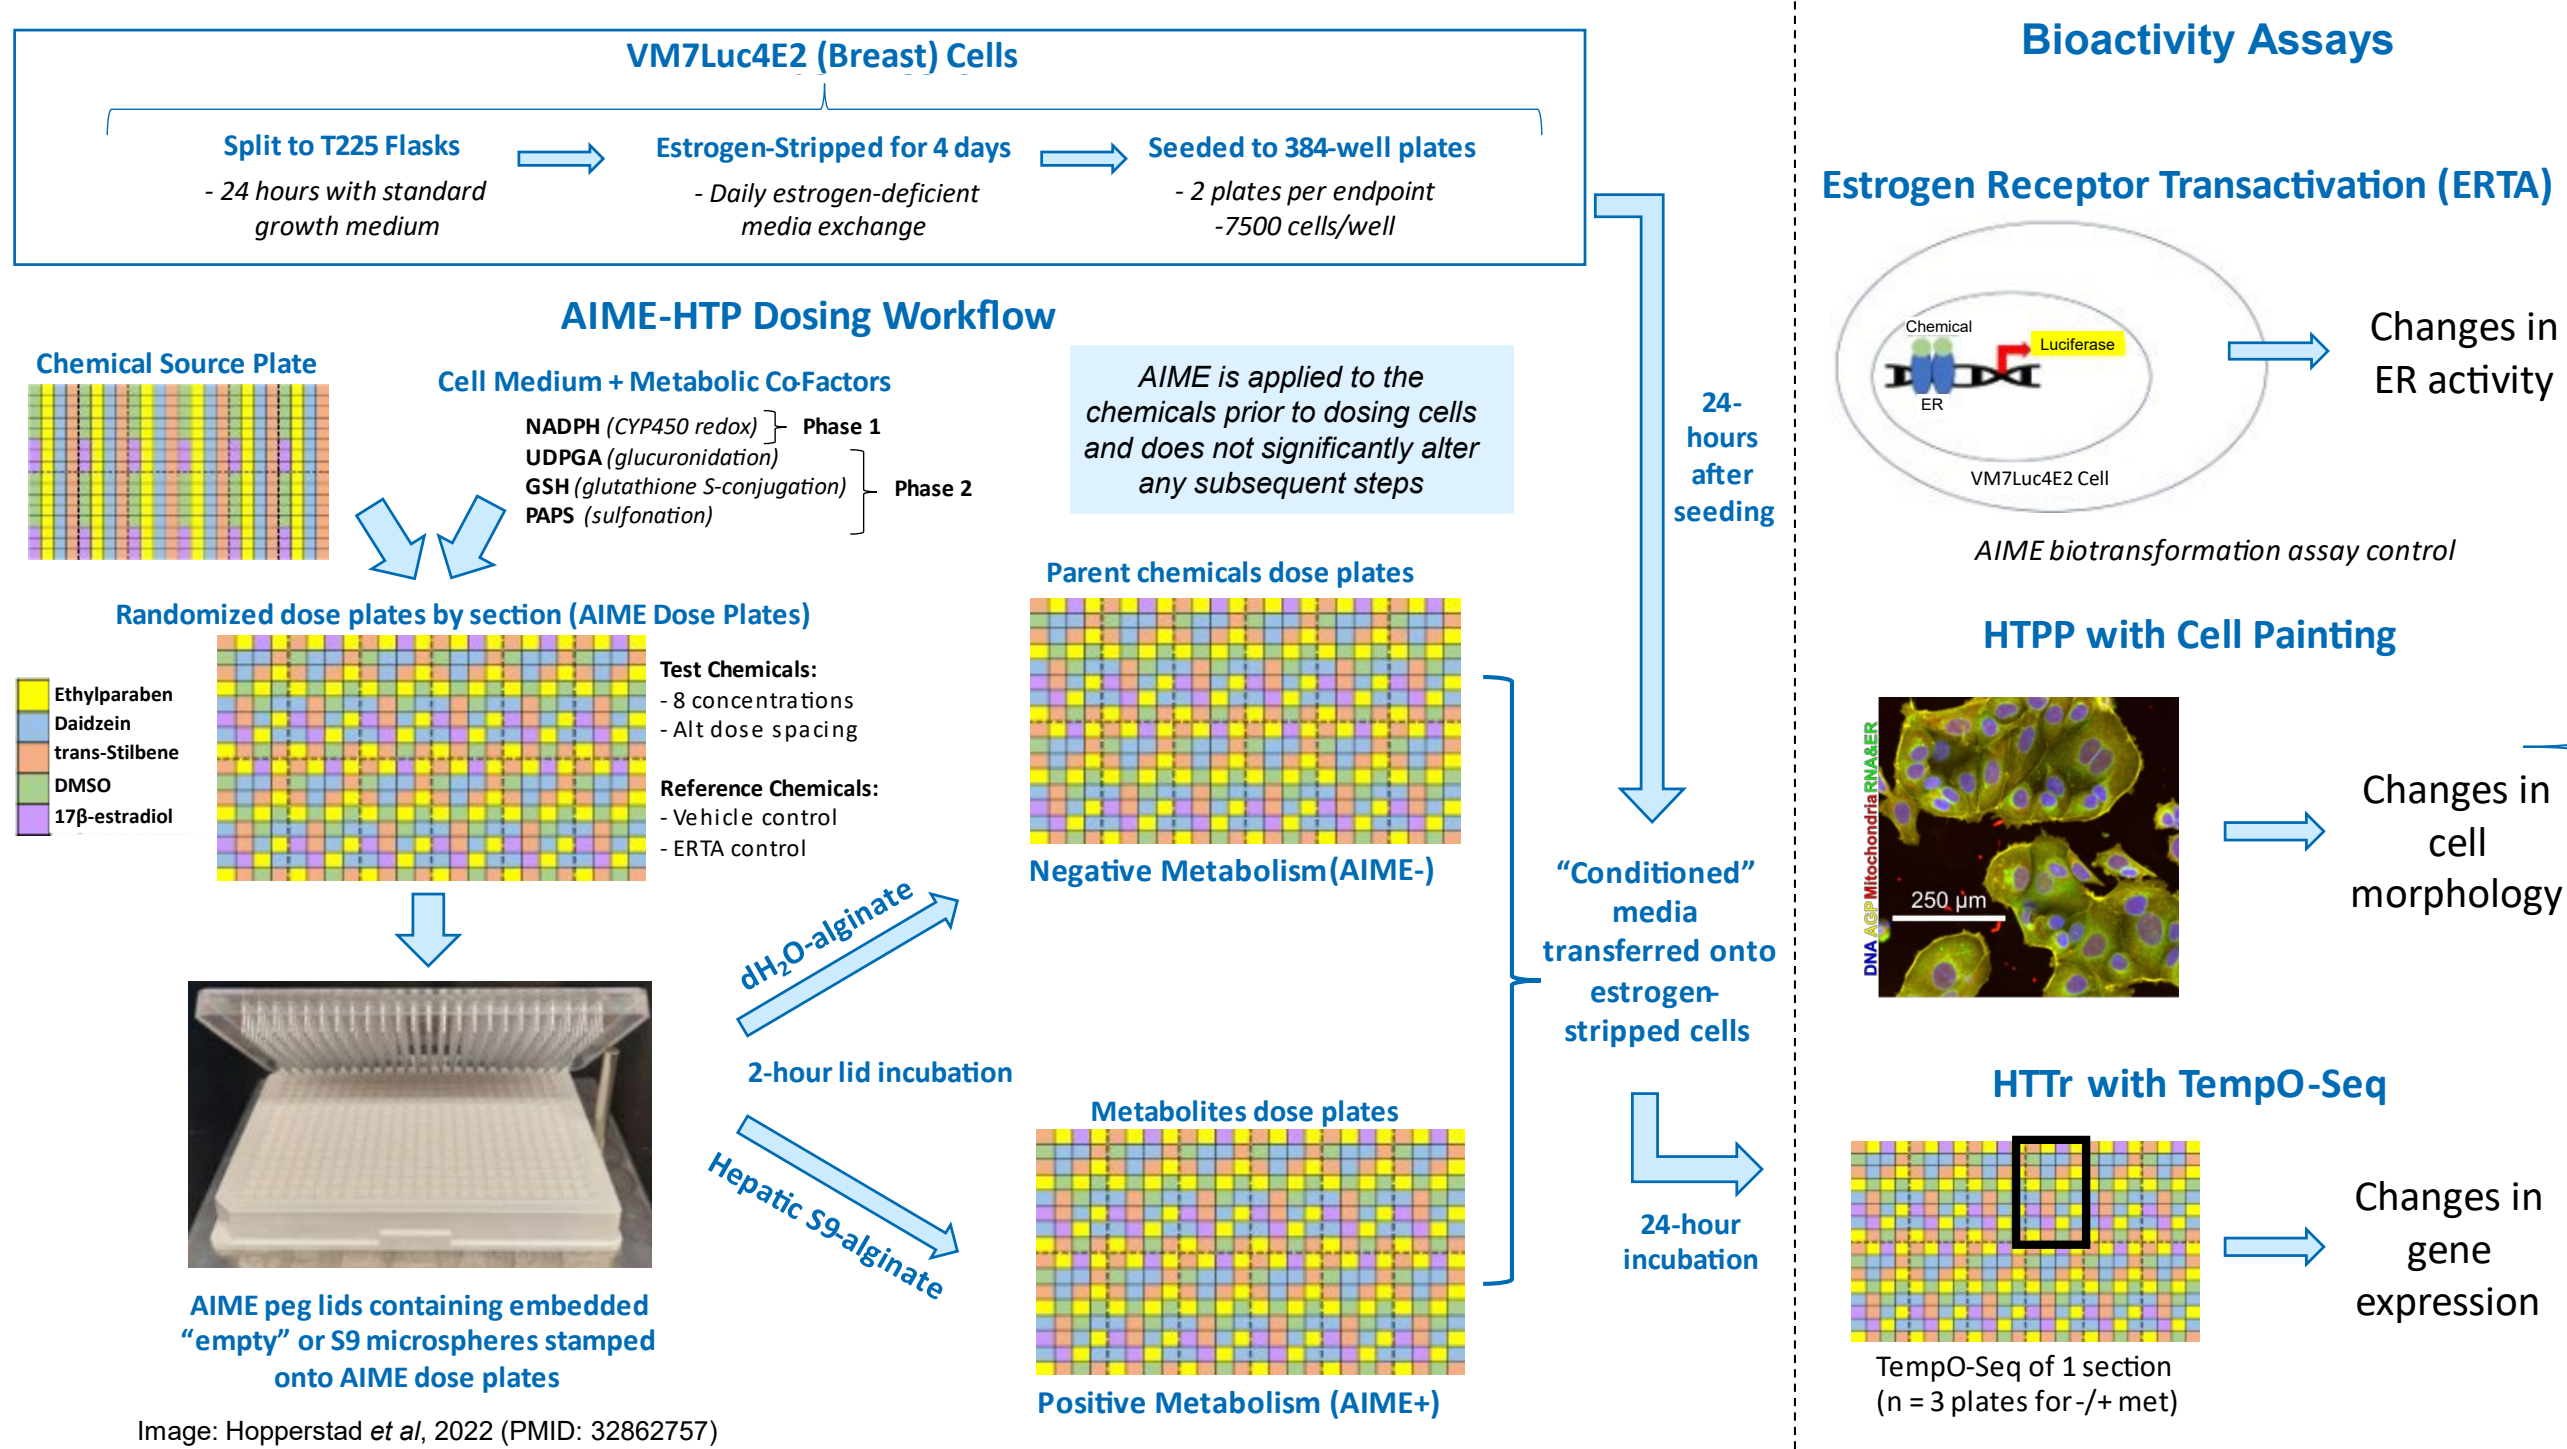 VM7Luc4E2 (Breast) Cells
Split to T225 Flasks
- 24 hours with standard
growth medium
Estrogen-Stripped for 4 days
- Daily estrogen-deficient
media exchange
Seeded to 384-well plates
- 2 plates per endpoint
-7500 cells/well
AIME-HTP Dosing Workflow
Chemical Source Plate
Cell Medium + Metabolic Co-Factors
NADPH (CYP450 redox)
Phase 1
UDPGA (glucuronidation)
GSH (glutathione S-conjugation)
PAPS (sulfonation)
Phase 2
AIME is applied to the
chemicals prior to dosing cells
and does not significantly alter
any subsequent steps
24-
hours
after
seeding
Randomized dose plates by section (AIME Dose Plates)
Ethylparaben
Daidzein
trans-Stilbene
DMSO
17β-estradiol
Test Chemicals:
- 8 concentrations
- Alt dose spacing
Reference Chemicals:
- Vehicle control
- ERTA control
Parent chemicals dose plates
Negative Metabolism (AIME-)
dH₂O-alginate
2-hour lid incubation
Hepatic S9-alginate
Metabolites dose plates
Positive Metabolism (AIME+)
AIME peg lids containing embedded
“empty” or S9 microspheres stamped
onto AIME dose plates
Image: Hopperstad et al, 2022 (PMID: 32862757)
“Conditioned”
media
transferred onto
estrogen-
stripped cells
24-hour
incubation
Bioactivity Assays
Estrogen Receptor Transactivation (ERTA)
Chemical
Luciferase
ER
VM7Luc4E2 Cell
Changes in
ER activity
AIME biotransformation assay control
HTPP with Cell Painting
DNA AGP Mitochondria RNA&ER
250 µm
Changes in
cell
morphology
HTTr with TempO-Seq
Changes in
gene
expression
TempO-Seq of 1 section
(n = 3 plates for -/+ met)